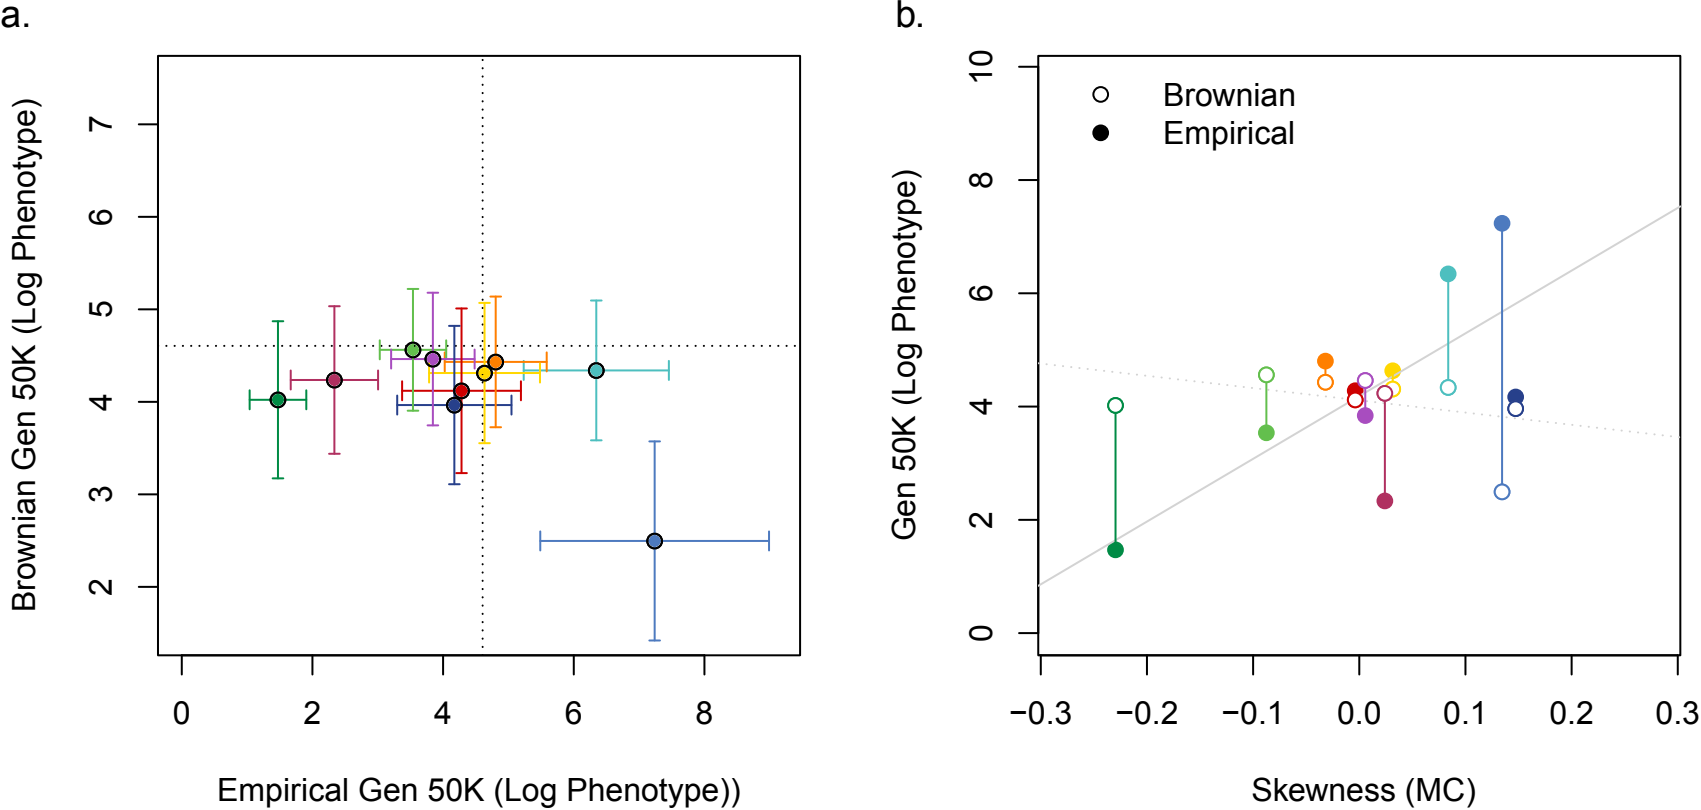 a.
Brownian Gen 50K (Log Phenotype)
7
6
5
4
3
2
0 2 4 6 8
Empirical Gen 50K (Log Phenotype))
b.
Gen 50K (Log Phenotype)
10
8
6
4
2
0
Brownian
Empirical
−0.3 −0.2 −0.1 0.0 0.1 0.2 0.3
Skewness (MC)